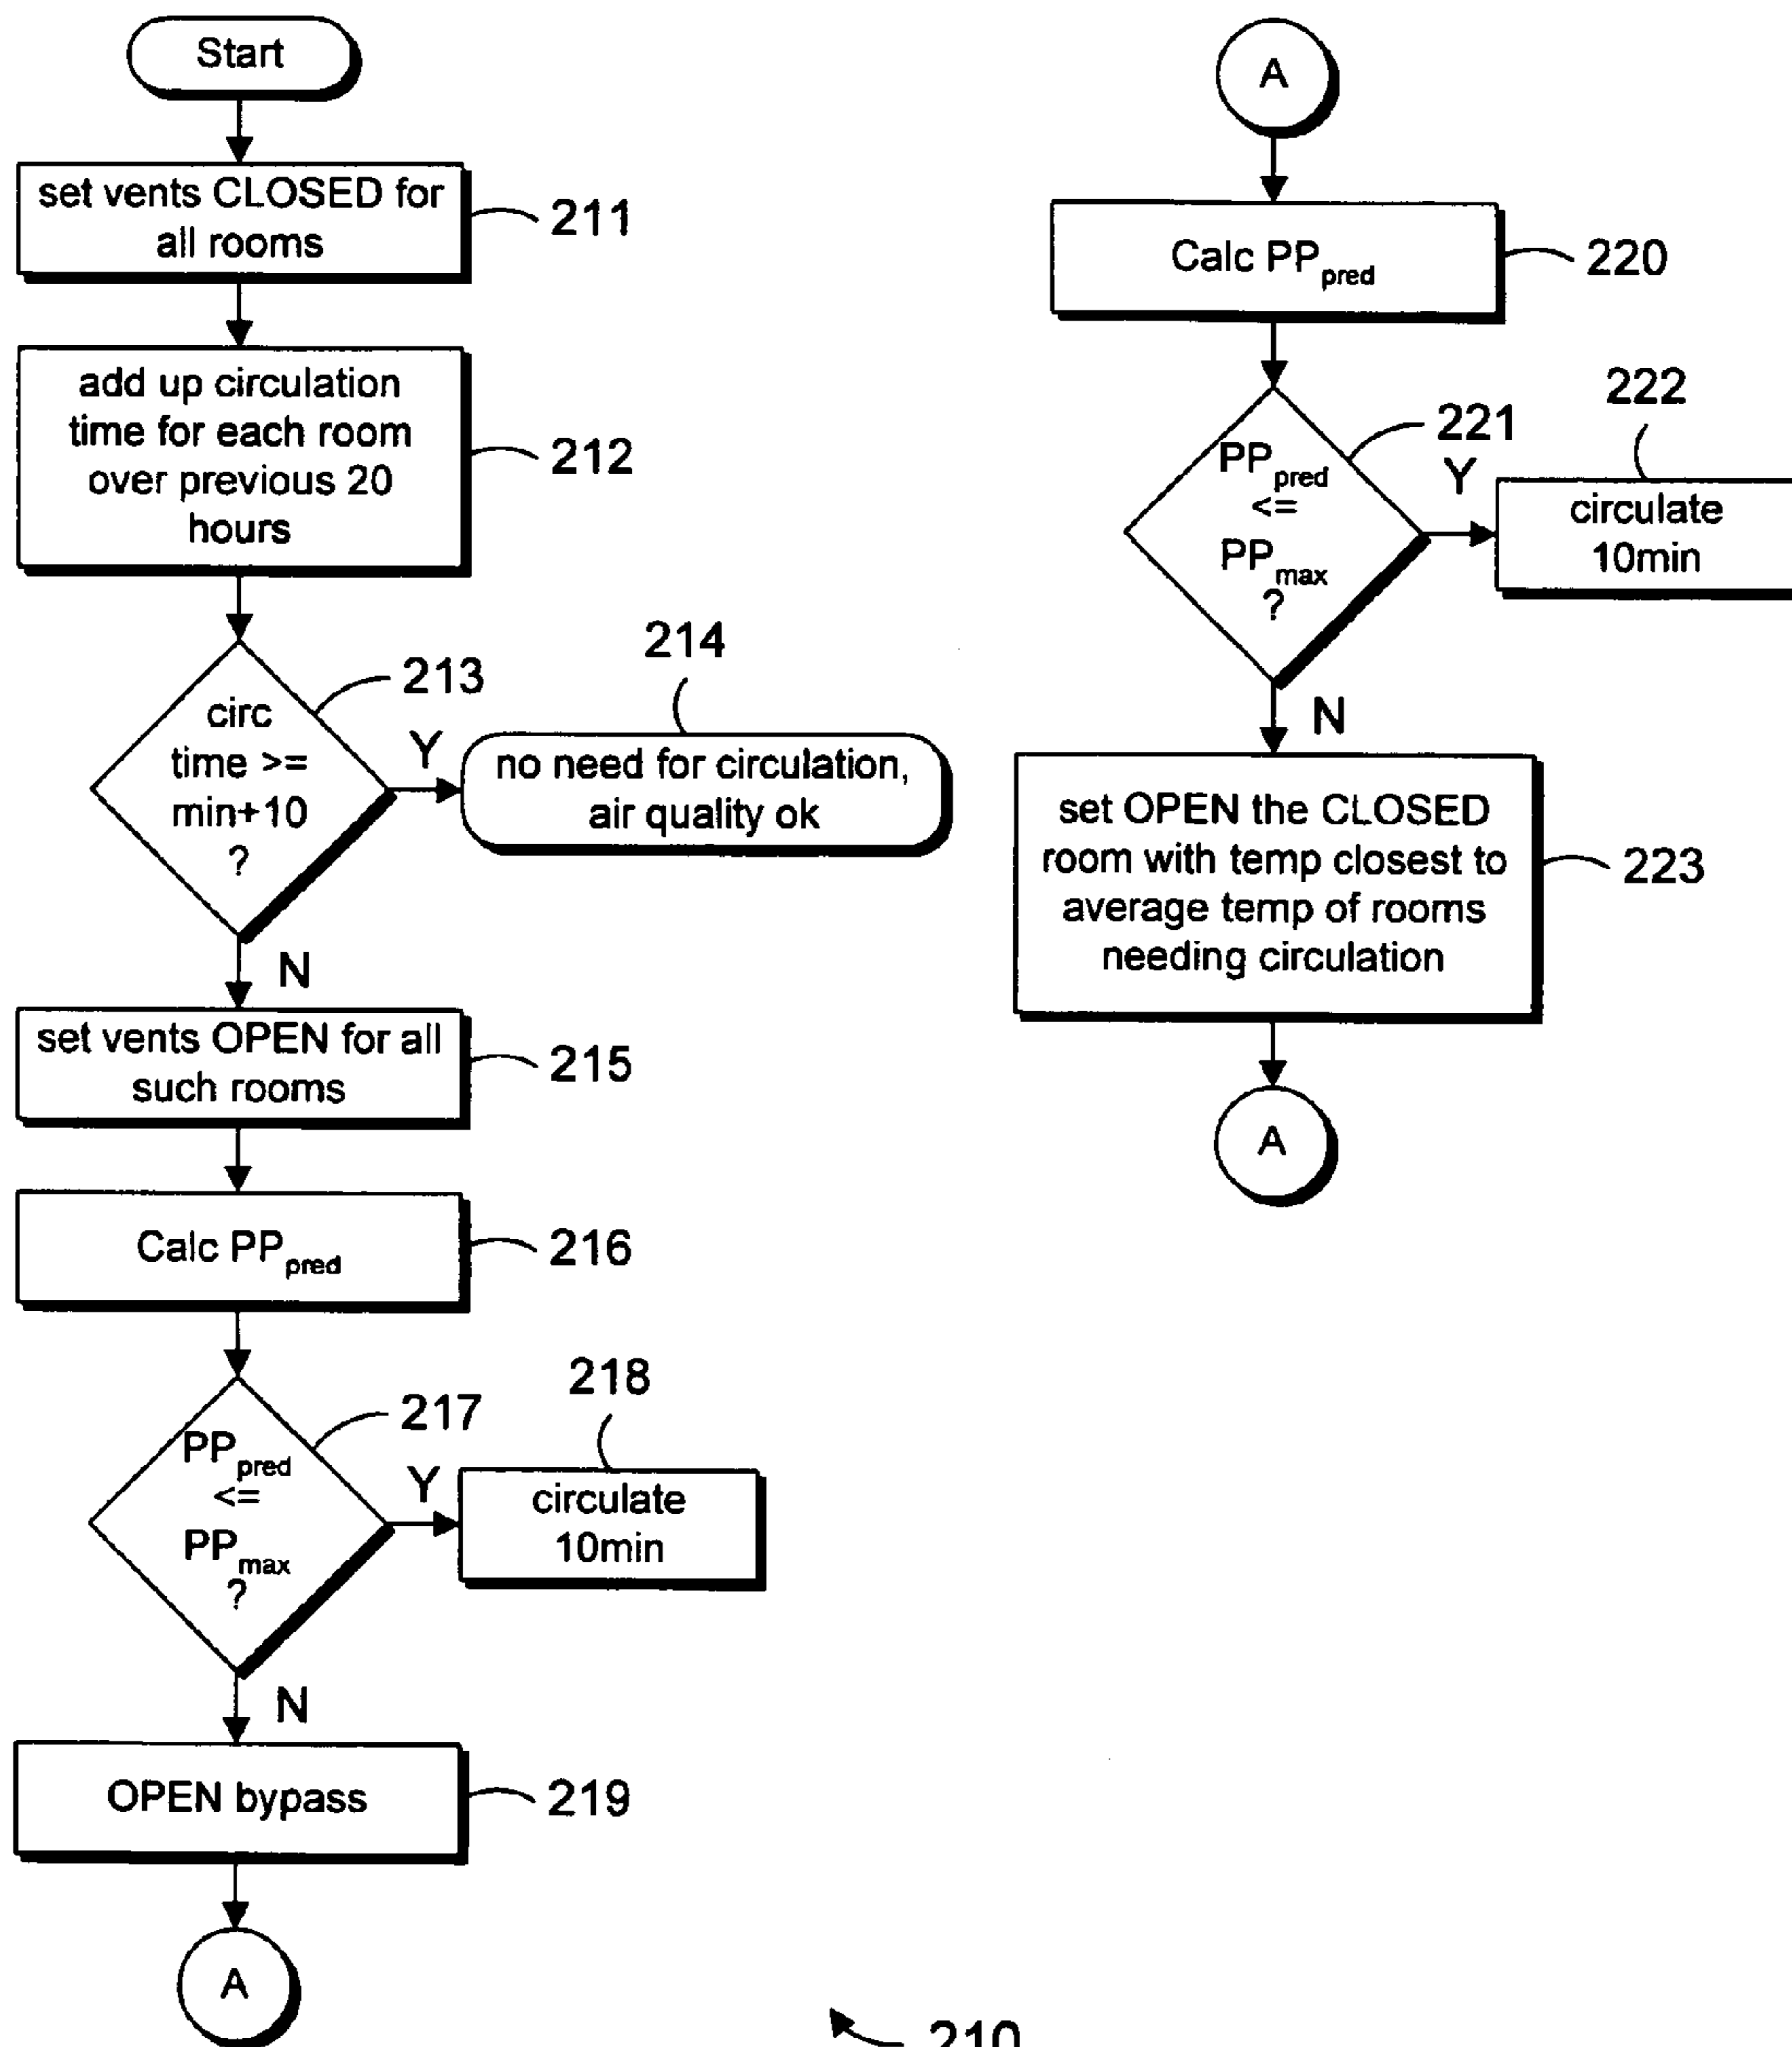 Start
set vents CLOSED for
all rooms
211
add up circulation
time for each room
over previous 20
hours
212
213
circ
time >=
min+10
?
Y
214
no need for circulation,
air quality ok
N
set vents OPEN for all
such rooms
215
Calc PPpred
216
217
PPpred
<=
PPmax
?
Y
218
circulate
10min
N
OPEN bypass
219
A
A
Calc PPpred
220
221
PPpred
<=
PPmax
?
Y
222
circulate
10min
N
set OPEN the CLOSED
room with temp closest to
average temp of rooms
needing circulation
223
A
210